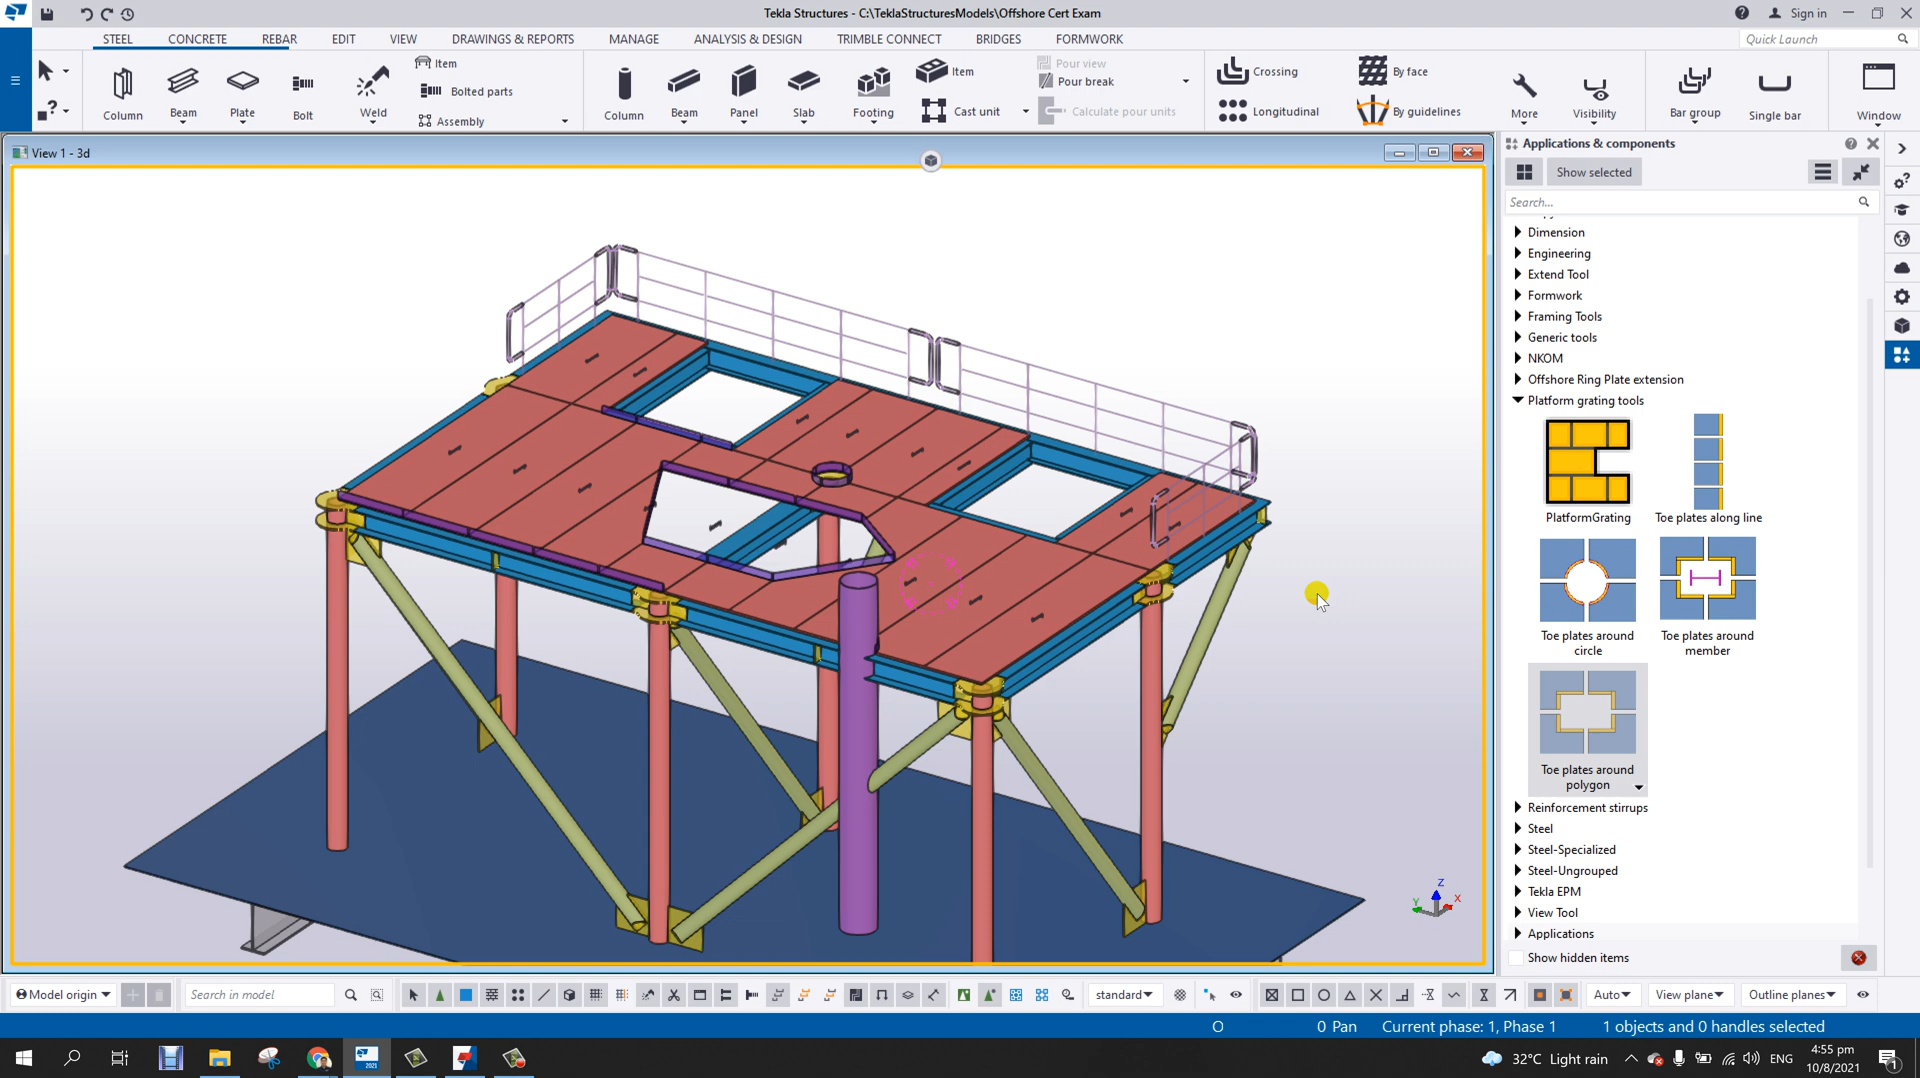 Tekla Structures - C:\TeklaStructuresModels\Offshore Cert Exam
Sign in
STEEL CONCRETE REBAR EDIT VIEW DRAWINGS & REPORTS MANAGE ANALYSIS & DESIGN TRIMBLE CONNECT BRIDGES FORMWORK
Quick Launch
Item
Bolted parts
Assembly
Column Beam Plate Bolt Weld
Column Beam Panel Slab Footing
Item
Cast unit
Pour view
Pour break
Calculate pour units
Crossing
Longitudinal
By face
By guidelines
More Visibility Bar group Single bar Window
View 1 - 3d
Applications & components
Show selected
Search...
Dimension
Engineering
Extend Tool
Formwork
Framing Tools
Generic tools
NKOM
Offshore Ring Plate extension
Platform grating tools
PlatformGrating Toe plates along line
Toe plates around circle
Toe plates around member
Toe plates around polygon
Reinforcement stirrups
Steel
Steel-Specialized
Steel-Ungrouped
Tekla EPM
View Tool
Applications
Show hidden items
Z
Y
X
Model origin
Search in model
standard
Auto
View plane
Outline planes
O
0 Pan
Current phase: 1, Phase 1
1 objects and 0 handles selected
2021
32°C Light rain
ENG
4:55 pm
10/8/2021
1